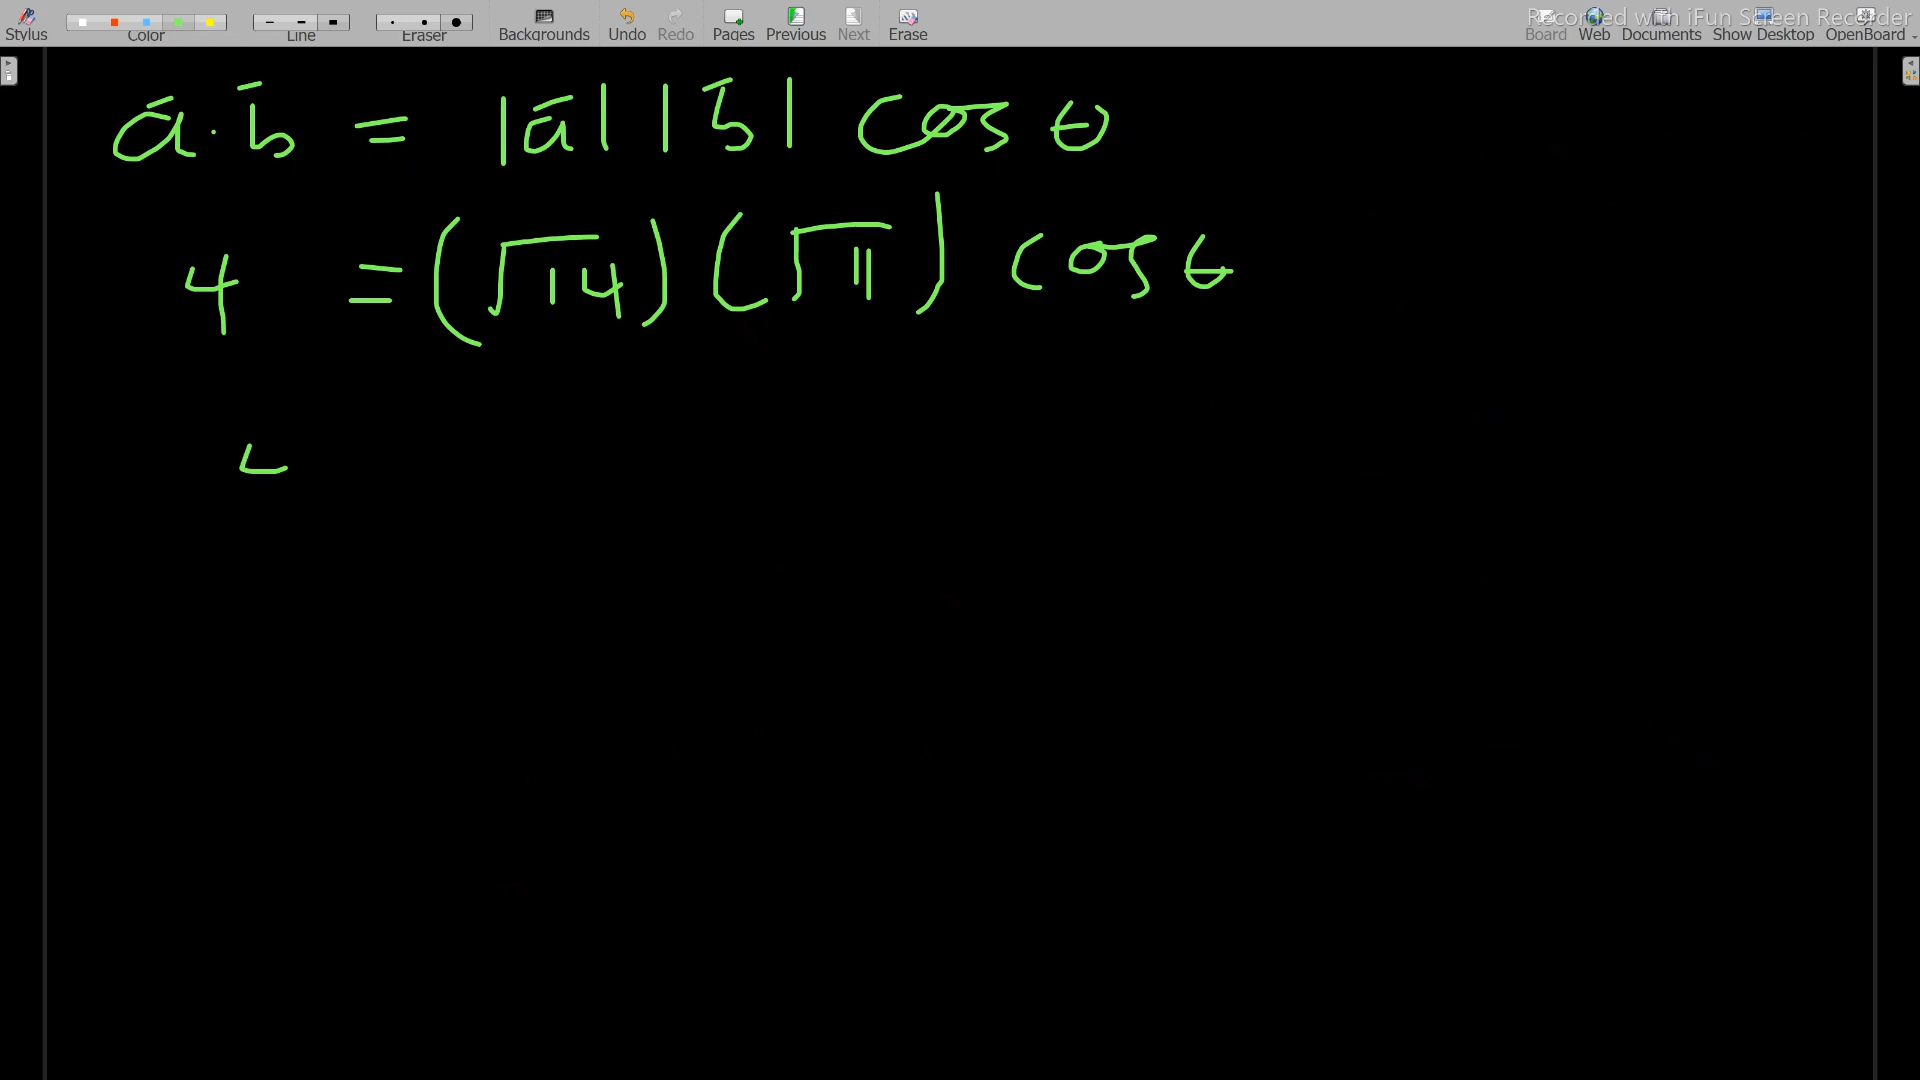 Recorded with iFun Screen Recorder
Stylus Color Line Eraser Backgrounds Undo Redo Pages Previous Next Erase Board Web Documents Show Desktop OpenBoard
ā · b̄ = |ā| |b̄| cos θ
4 = (√14) (√11) cos θ